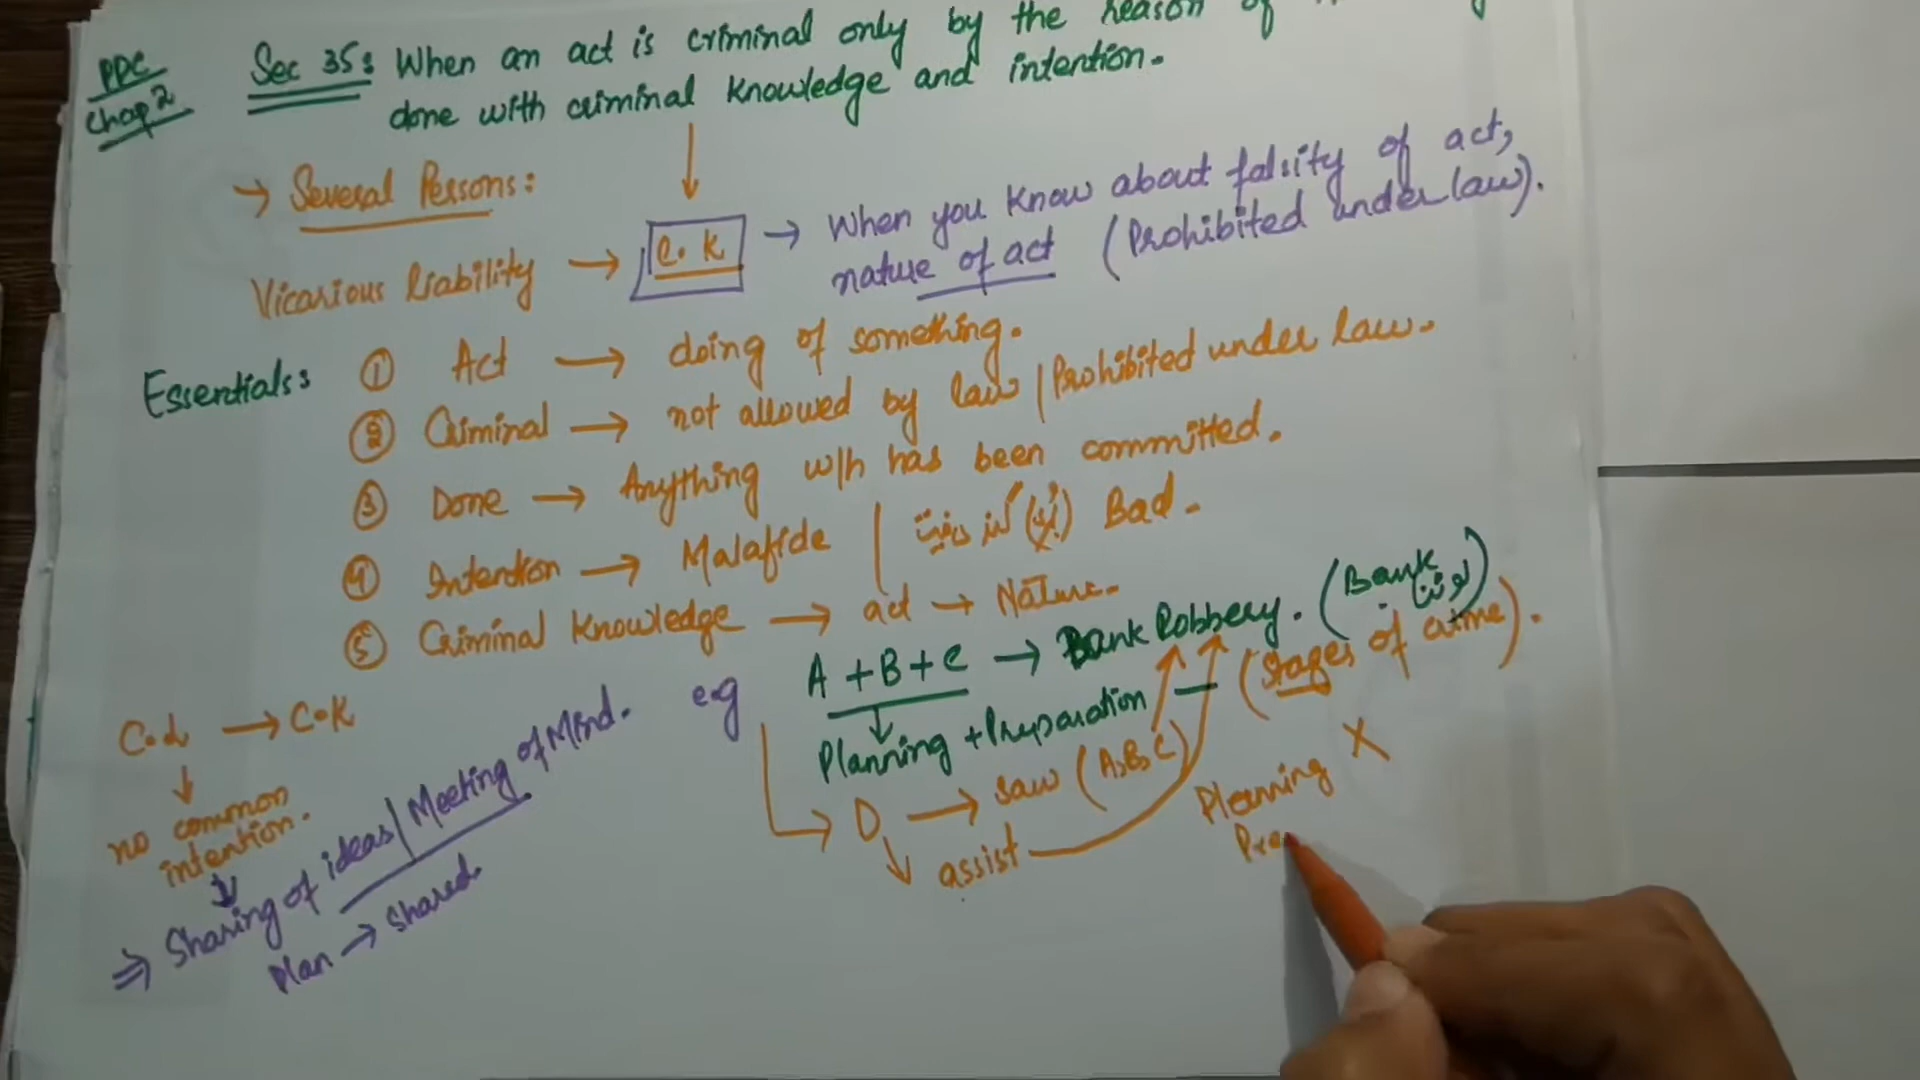 PPC
Chap 2
Sec 35: When an act is criminal only by the reason of
done with criminal Knowledge and intention.
→ Several Persons:
Vicarious liability → C.K → When you know about falsity of act,
nature of act (Prohibited under law).
Essentials:
① Act → doing of something.
② Criminal → not allowed by law | Prohibited under law.
③ Done → Anything w/h has been committed.
④ Intention → Malafide | Bad.
⑤ Criminal Knowledge → act → Nature.
e.g A + B + C → Bank Robbery. (Bank
Planning + Preparation — (Stages of crime).
D → saw (A,B,C)
assist
Planning X
Pre
→ C.K
no common
intention.
⇒ Sharing of ideas | Meeting of Mind.
Plan → shared